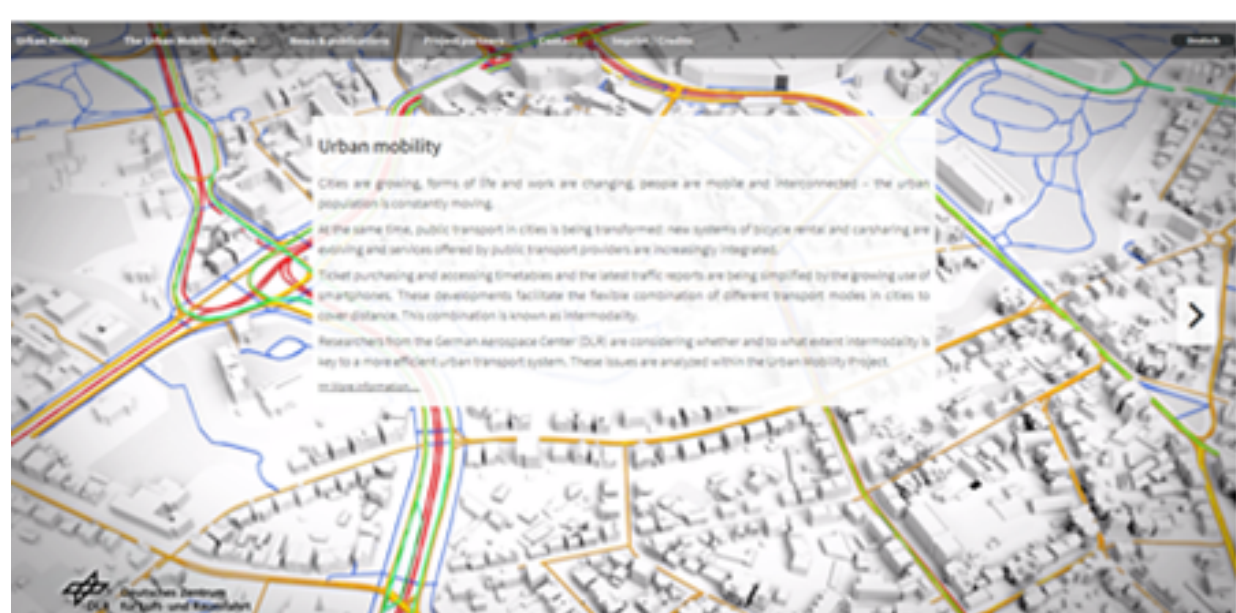 Urban Mobility The Urban Mobility Project News & publications Project partners Contact Imprint / Credits Deutsch
Urban mobility
Cities are growing, forms of life and work are changing, people are mobile and interconnected – the urban
population is constantly moving.
At the same time, public transport in cities is being transformed: new systems of bicycle rental and carsharing are
evolving and services offered by public transport providers are increasingly integrated.
Ticket purchasing and accessing timetables and the latest traffic reports are being simplified by the growing use of
smartphones. These developments facilitate the flexible combination of different transport modes in cities to
cover distance. This combination is known as intermodality.
Researchers from the German Aerospace Center (DLR) are considering whether and to what extent intermodality is
key to a more efficient urban transport system. These issues are analyzed within the Urban Mobility Project.
>> More information ...
Deutsches Zentrum
DLR für Luft- und Raumfahrt